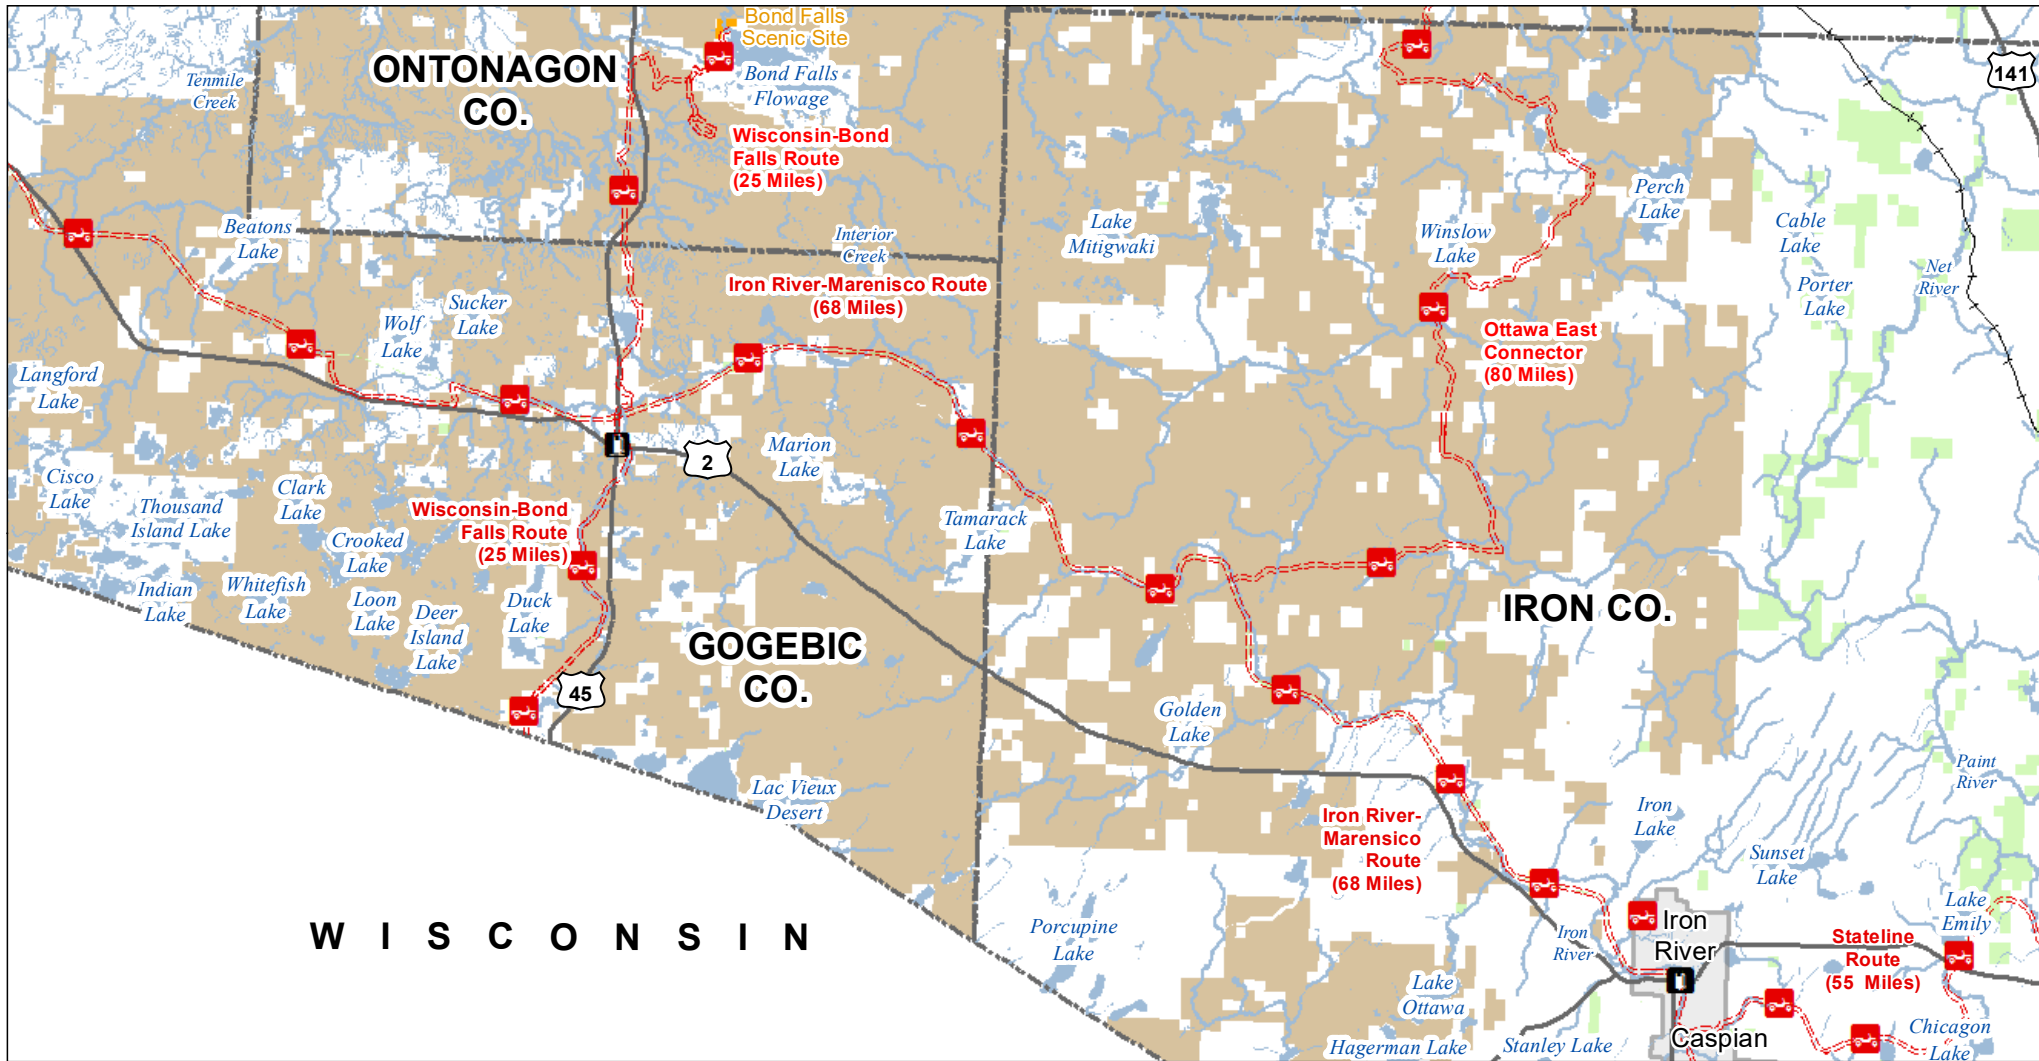 Bond Falls
Scenic Site
ONTONAGON
CO.
Tenmile
Creek
Bond Falls
Flowage
141
Wisconsin-Bond
Falls Route
(25 Miles)
Perch
Lake
Beatons
Lake
Lake
Mitigwaki
Winslow
Lake
Cable
Lake
Interior
Creek
Net
River
Porter
Lake
Iron River-Marenisco Route
(68 Miles)
Sucker
Lake
Wolf
Lake
Ottawa East
Connector
(80 Miles)
Langford
Lake
2
Marion
Lake
Cisco
Lake
Clark
Lake
Thousand
Island Lake
Wisconsin-Bond
Falls Route
(25 Miles)
Tamarack
Lake
Crooked
Lake
Indian
Lake
Whitefish
Lake
Loon
Lake
Deer
Island
Lake
Duck
Lake
IRON CO.
GOGEBIC
CO.
45
Golden
Lake
Lac Vieux
Desert
Paint
River
Iron River-
Marensico
Route
(68 Miles)
Iron
Lake
Sunset
Lake
WISCONSIN
Porcupine
Lake
Iron
River
Iron
River
Lake
Emily
Stateline
Route
(55 Miles)
Lake
Ottawa
Hagerman Lake
Stanley Lake
Caspian
Chicagon
Lake